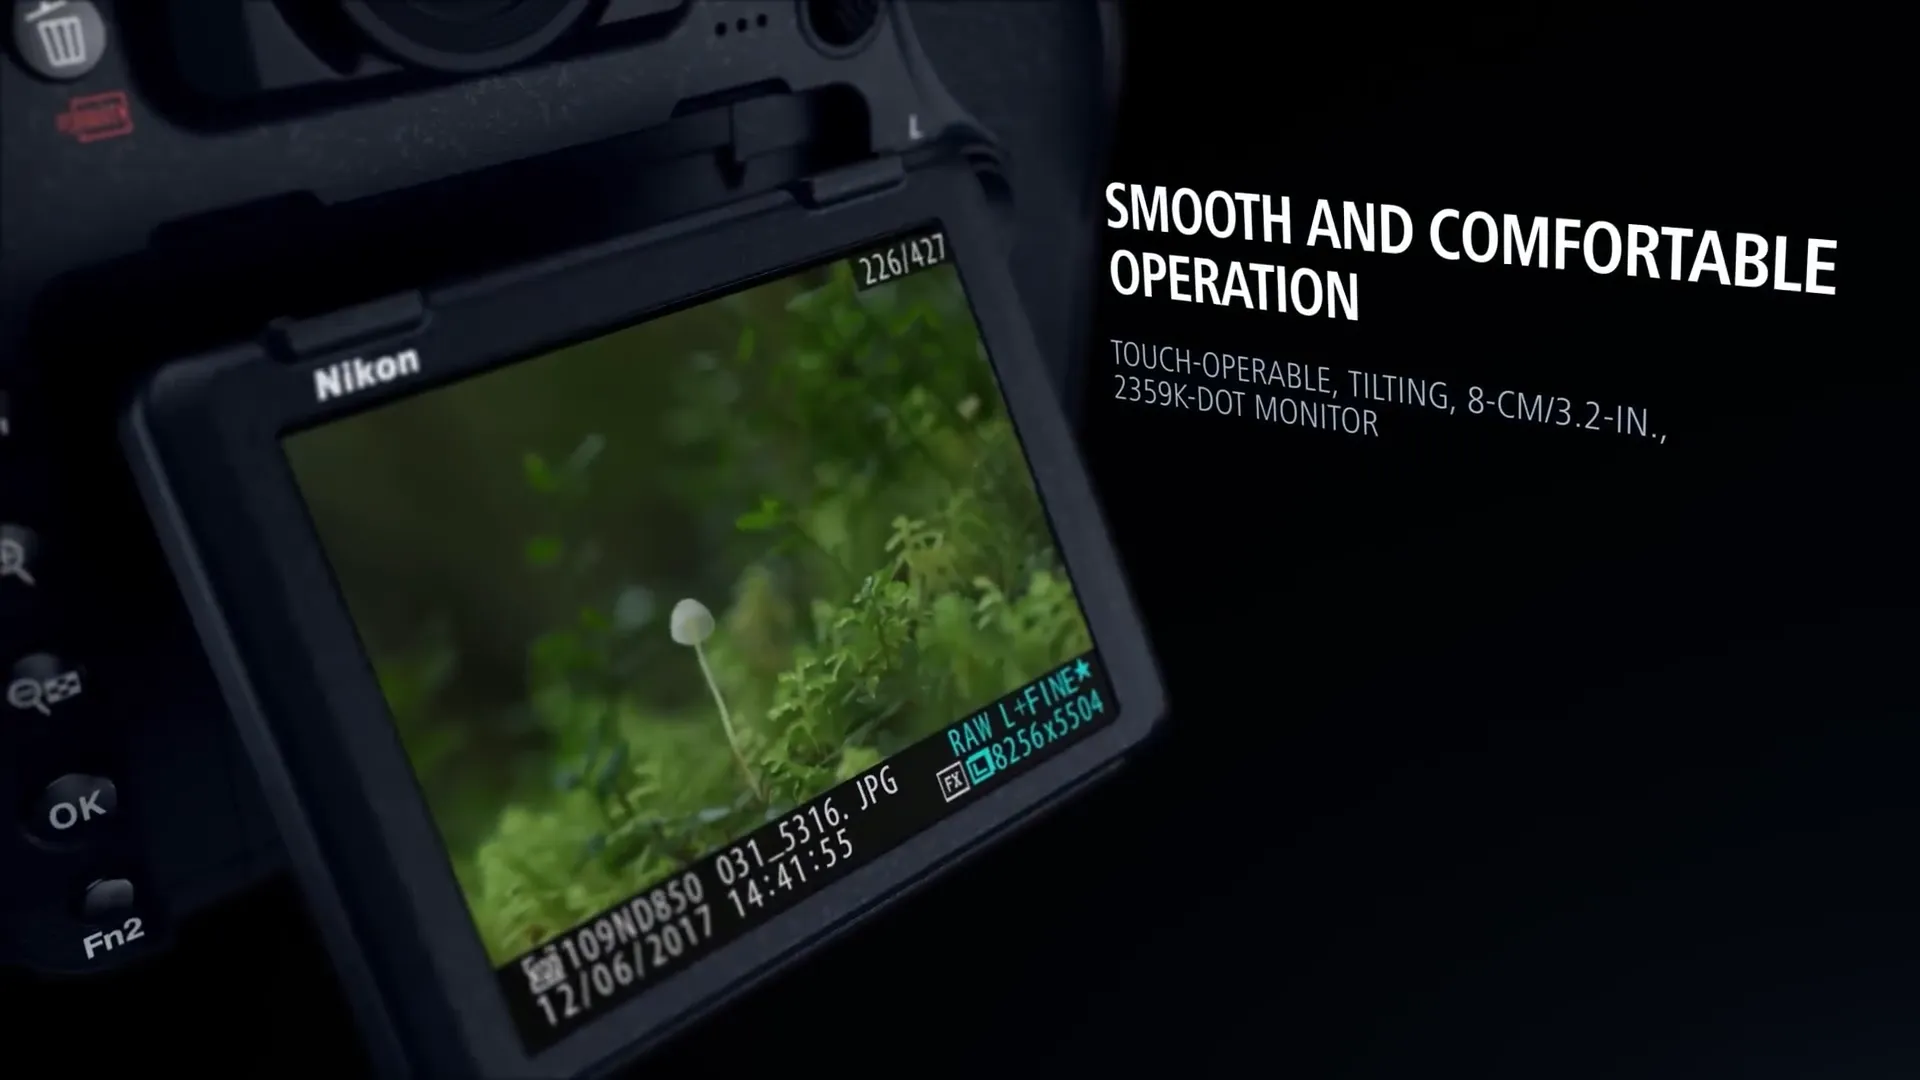 SMOOTH AND COMFORTABLE
OPERATION
TOUCH-OPERABLE, TILTING, 8-CM/3.2-IN.,
2359K-DOT MONITOR
L
Nikon
226/427
RAW L+FINE★
FX L 8256x5504
109ND850 031_5316. JPG
12/06/2017 14:41:55
OK
Fn2